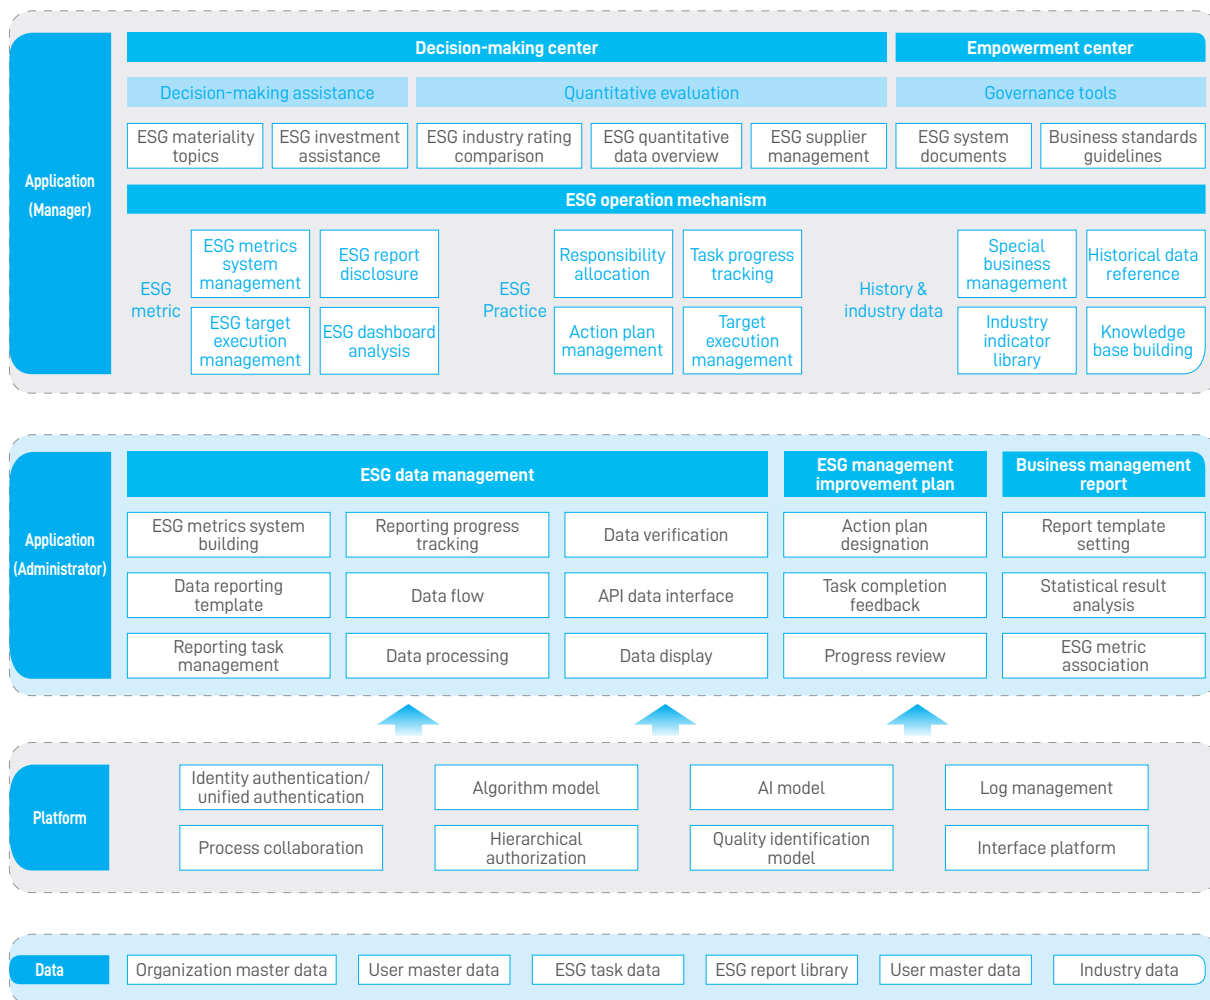 Application
(Manager)
Decision-making center
Empowerment center
Decision-making assistance
Quantitative evaluation
Governance tools
ESG materiality
topics
ESG investment
assistance
ESG industry rating
comparison
ESG quantitative
data overview
ESG supplier
management
ESG system
documents
Business standards
guidelines
ESG operation mechanism
ESG
metric
ESG metrics
system
management
ESG report
disclosure
ESG target
execution
management
ESG dashboard
analysis
ESG
Practice
Responsibility
allocation
Task progress
tracking
Action plan
management
Target
execution
management
History &
industry data
Special
business
management
Historical data
reference
Industry
indicator
library
Knowledge
base building
Application
(Administrator)
ESG data management
ESG management
improvement plan
Business management
report
ESG metrics system
building
Reporting progress
tracking
Data verification
Action plan
designation
Report template
setting
Data reporting
template
Data flow
API data interface
Task completion
feedback
Statistical result
analysis
Reporting task
management
Data processing
Data display
Progress review
ESG metric
association
Platform
Identity authentication/
unified authentication
Algorithm model
AI model
Log management
Process collaboration
Hierarchical
authorization
Quality identification
model
Interface platform
Data
Organization master data
User master data
ESG task data
ESG report library
User master data
Industry data